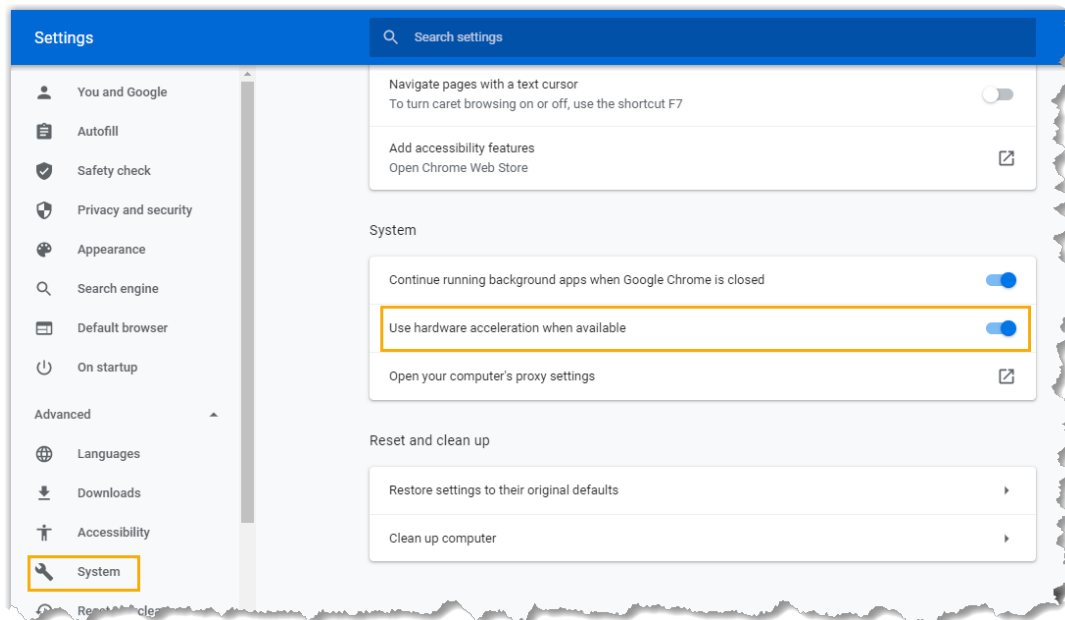 Settings
Search settings
You and Google
Autofill
Safety check
Privacy and security
Appearance
Search engine
Default browser
On startup
Advanced
Languages
Downloads
Accessibility
System
Navigate pages with a text cursor
To turn caret browsing on or off, use the shortcut F7
Add accessibility features
Open Chrome Web Store
System
Continue running background apps when Google Chrome is closed
Use hardware acceleration when available
Open your computer's proxy settings
Reset and clean up
Restore settings to their original defaults
Clean up computer